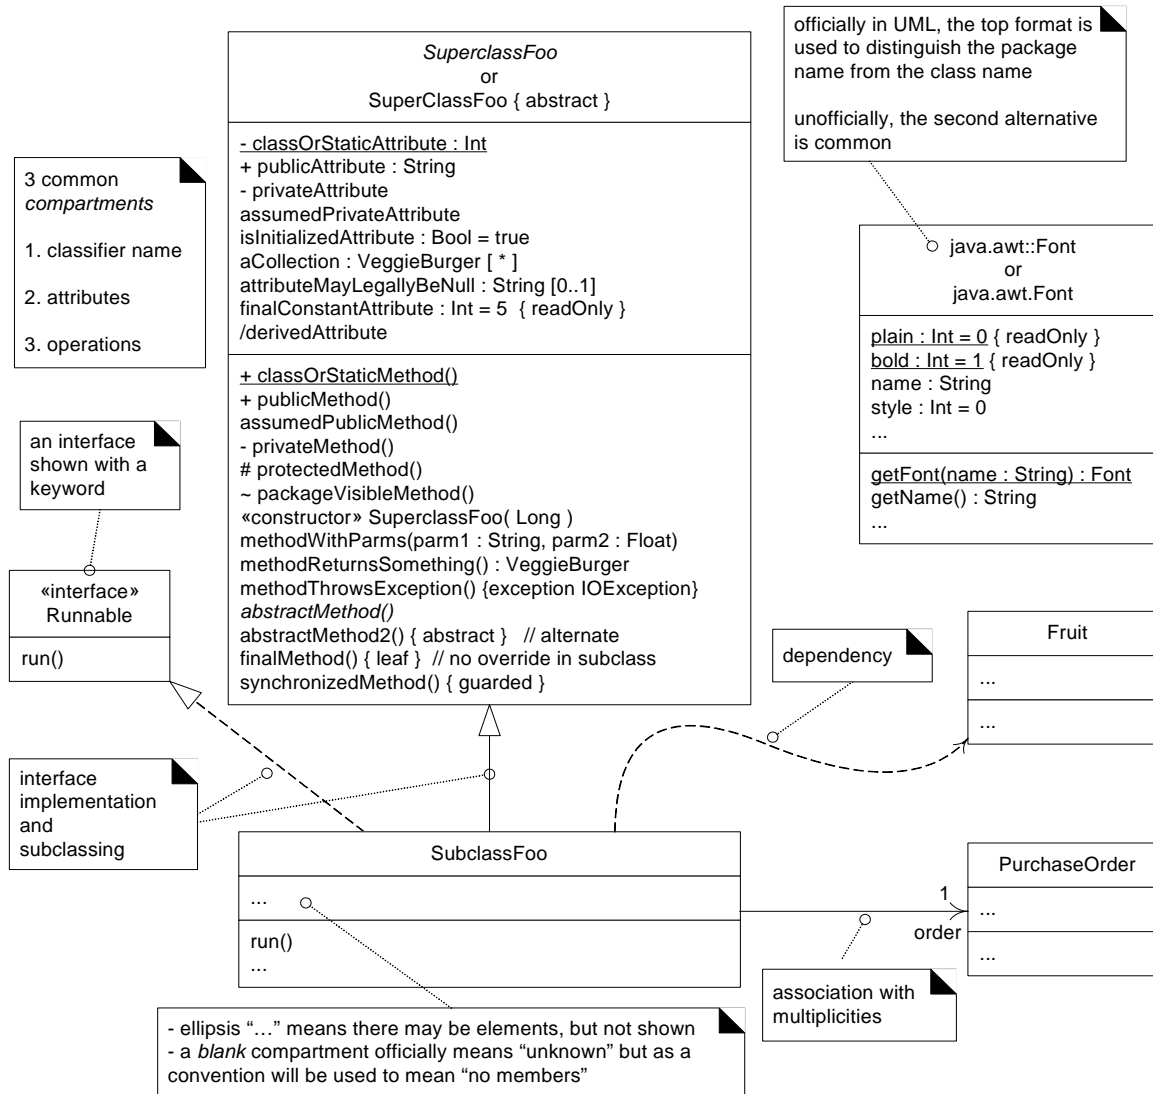 officially in UML, the top format is
used to distinguish the package
name from the class name
unofficially, the second alternative
is common
SuperclassFoo
or
SuperClassFoo { abstract }
- classOrStaticAttribute : Int
+ publicAttribute : String
- privateAttribute
assumedPrivateAttribute
isInitializedAttribute : Bool = true
aCollection : VeggieBurger [ * ]
attributeMayLegallyBeNull : String [0..1]
finalConstantAttribute : Int = 5 { readOnly }
/derivedAttribute
+ classOrStaticMethod()
+ publicMethod()
assumedPublicMethod()
- privateMethod()
# protectedMethod()
~ packageVisibleMethod()
«constructor» SuperclassFoo( Long )
methodWithParms(parm1 : String, parm2 : Float)
methodReturnsSomething() : VeggieBurger
methodThrowsException() {exception IOException}
abstractMethod()
abstractMethod2() { abstract } // alternate
finalMethod() { leaf } // no override in subclass
synchronizedMethod() { guarded }
3 common
compartments
1. classifier name
2. attributes
3. operations
java.awt::Font
or
java.awt.Font
plain : Int = 0 { readOnly }
bold : Int = 1 { readOnly }
name : String
style : Int = 0
...
getFont(name : String) : Font
getName() : String
...
an interface
shown with a
keyword
«interface»
Runnable
run()
dependency
Fruit
...
...
interface
implementation
and
subclassing
SubclassFoo
...
run()
...
1
order
PurchaseOrder
...
...
association with
multiplicities
- ellipsis “…” means there may be elements, but not shown
- a blank compartment officially means “unknown” but as a
convention will be used to mean “no members”